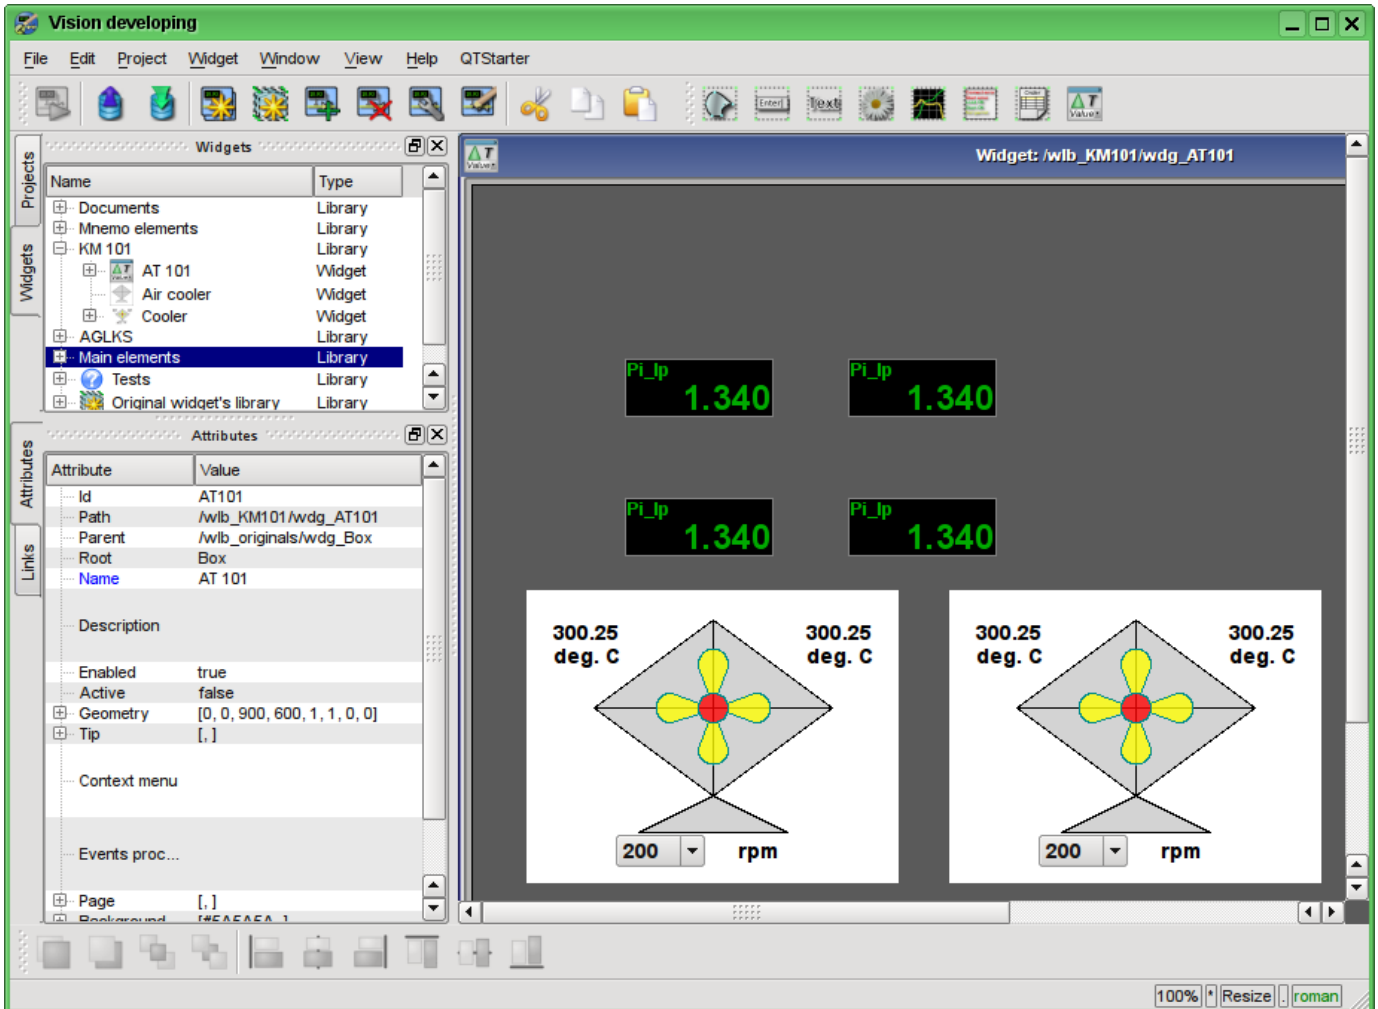 Vision developing
File Edit Project Widget Window View Help QTStarter
Enter| Text
ΔT
Projects
Widgets
Attributes
Links
Widgets
Name Type
Documents Library
Mnemo elements Library
KM 101 Library
AT 101 Widget
Air cooler Widget
Cooler Widget
AGLKS Library
Main elements Library
Tests Library
Original widget's library Library
Attributes
Attribute Value
Id AT101
Path /wlb_KM101/wdg_AT101
Parent /wlb_originals/wdg_Box
Root Box
Name AT 101
Description
Enabled true
Active false
Geometry [0, 0, 900, 600, 1, 1, 0, 0]
Tip [, ]
Context menu
Events proc...
Page [, ]
Background [#5A5A5A, ]
Widget: /wlb_KM101/wdg_AT101
Pi_lp Pi_lp
1.340 1.340
Pi_lp Pi_lp
1.340 1.340
300.25 300.25 300.25 300.25
deg. C deg. C deg. C deg. C
200 rpm 200 rpm
100% * Resize . roman